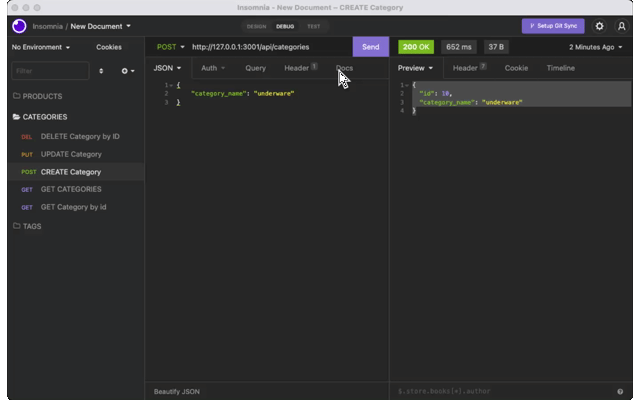 Insomnia - New Document – CREATE Category
Insomnia / New Document
DESIGN DEBUG TEST
Setup Git Sync
No Environment Cookies
POST http://127.0.0.1:3001/api/categories Send
200 OK 652 ms 37 B 2 Minutes Ago
Filter
JSON Auth Query Header 1 Docs
Preview Header 7 Cookie Timeline
PRODUCTS
CATEGORIES
DEL DELETE Category by ID
PUT UPDATE Category
POST CREATE Category
GET GET CATEGORIES
GET GET Category by id
TAGS
1 {
2 "category_name": "underware"
3 }
1 {
2 "id": 10,
3 "category_name": "underware"
4 }
Beautify JSON
$.store.books[*].author